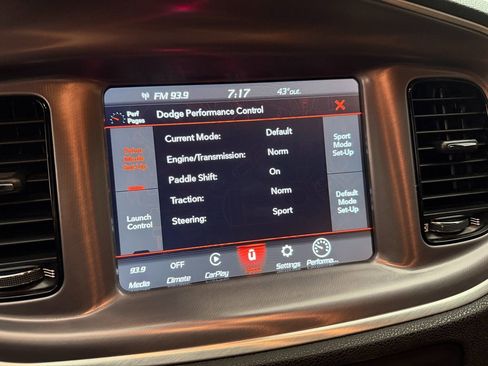 FM 93.9 7:17 43°out.
Perf Pages Dodge Performance Control
Current Mode: Default
Engine/Transmission: Norm
Paddle Shift: On
Traction: Norm
Steering: Sport
Sport Mode Set-Up
Launch Control
Default Mode Set-Up
93.9 OFF
Media Climate CarPlay Settings Performa...